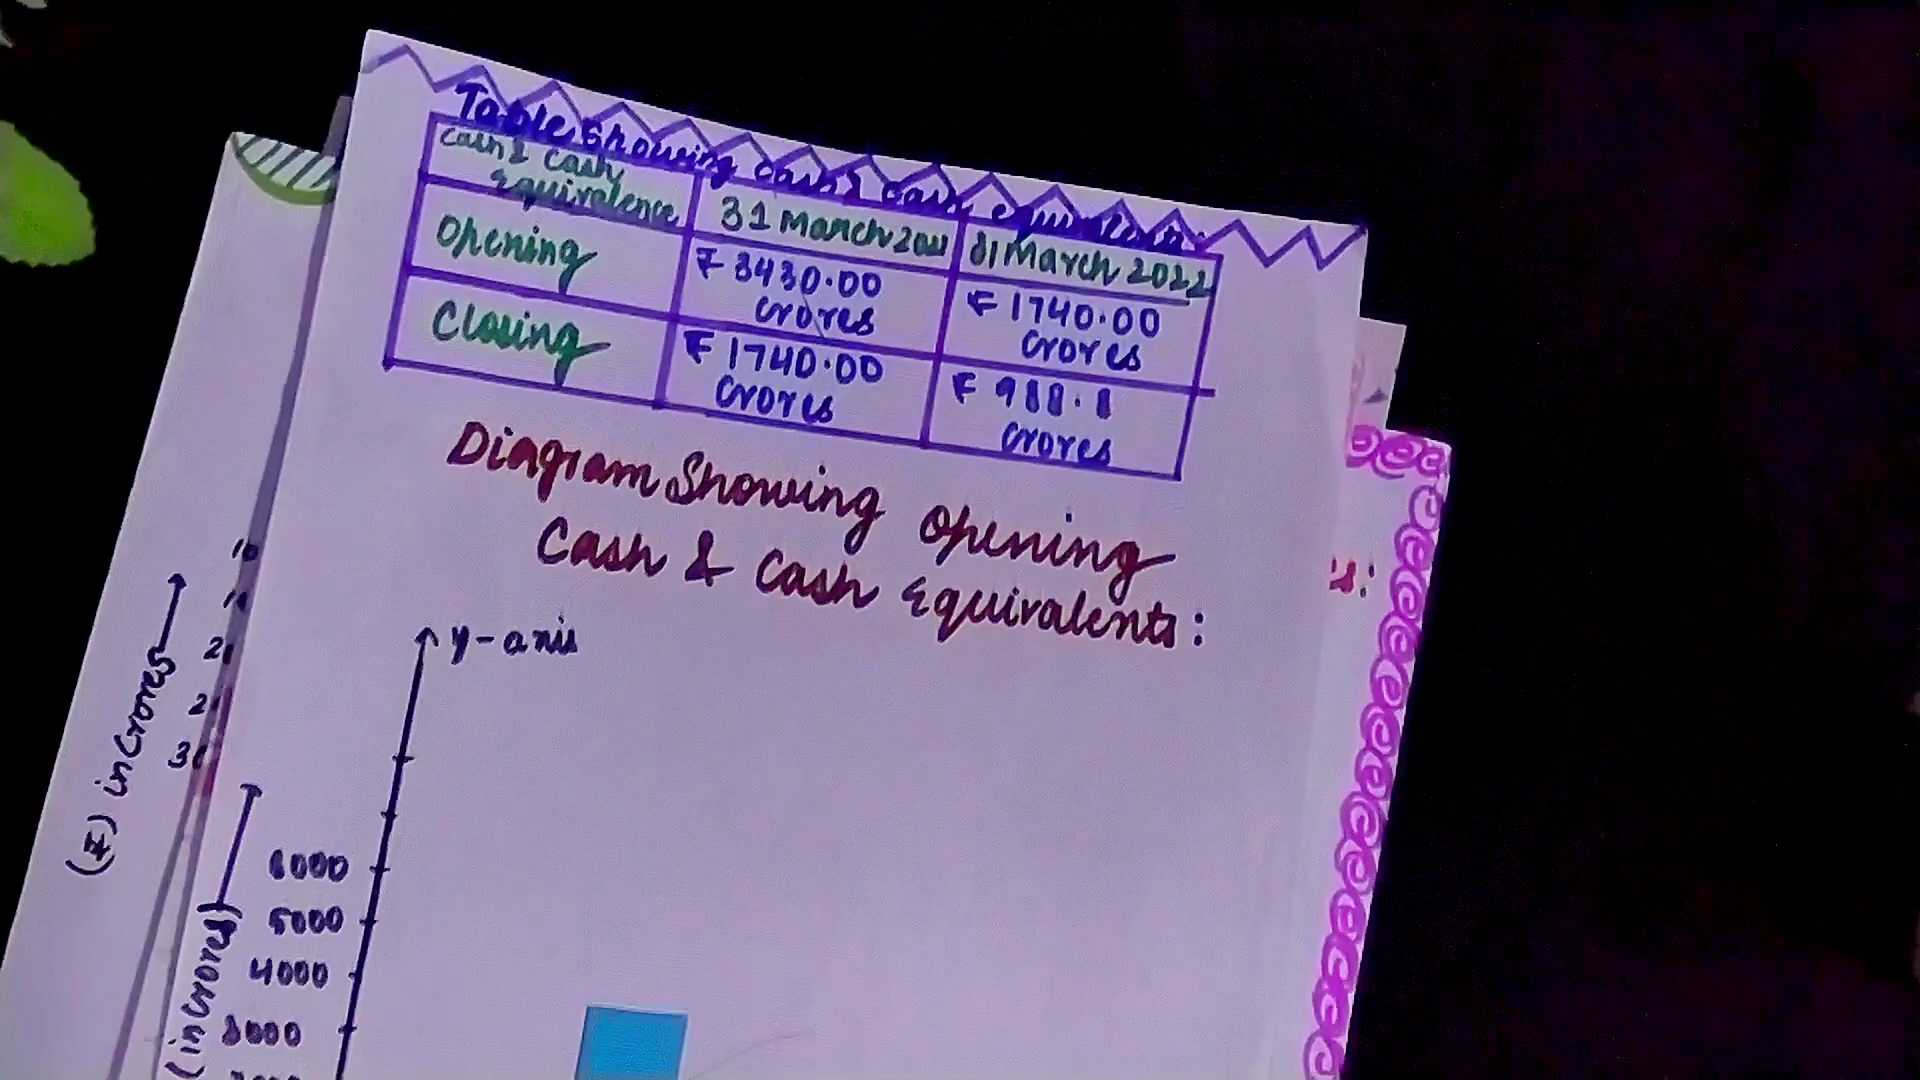 Table Showing cash & cash equivalents:
Cash & Cash Equivalence
31 March 2021
31 March 2022
Opening
₹ 3430.00 Crores
₹ 1740.00 Crores
Closing
₹ 1740.00 Crores
₹ 988.8 Crores
Diagram Showing Opening
Cash & Cash Equivalents:
y-axis
6000
5000
4000
3000
(in crores)
(₹) in Crores